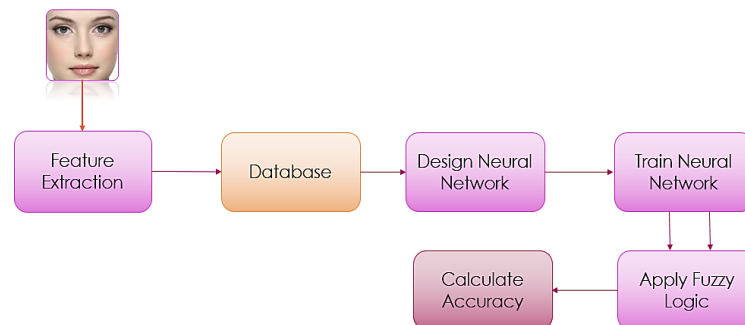 Feature
Extraction
Database
Design Neural
Network
Train Neural
Network
Calculate
Accuracy
Apply Fuzzy
Logic